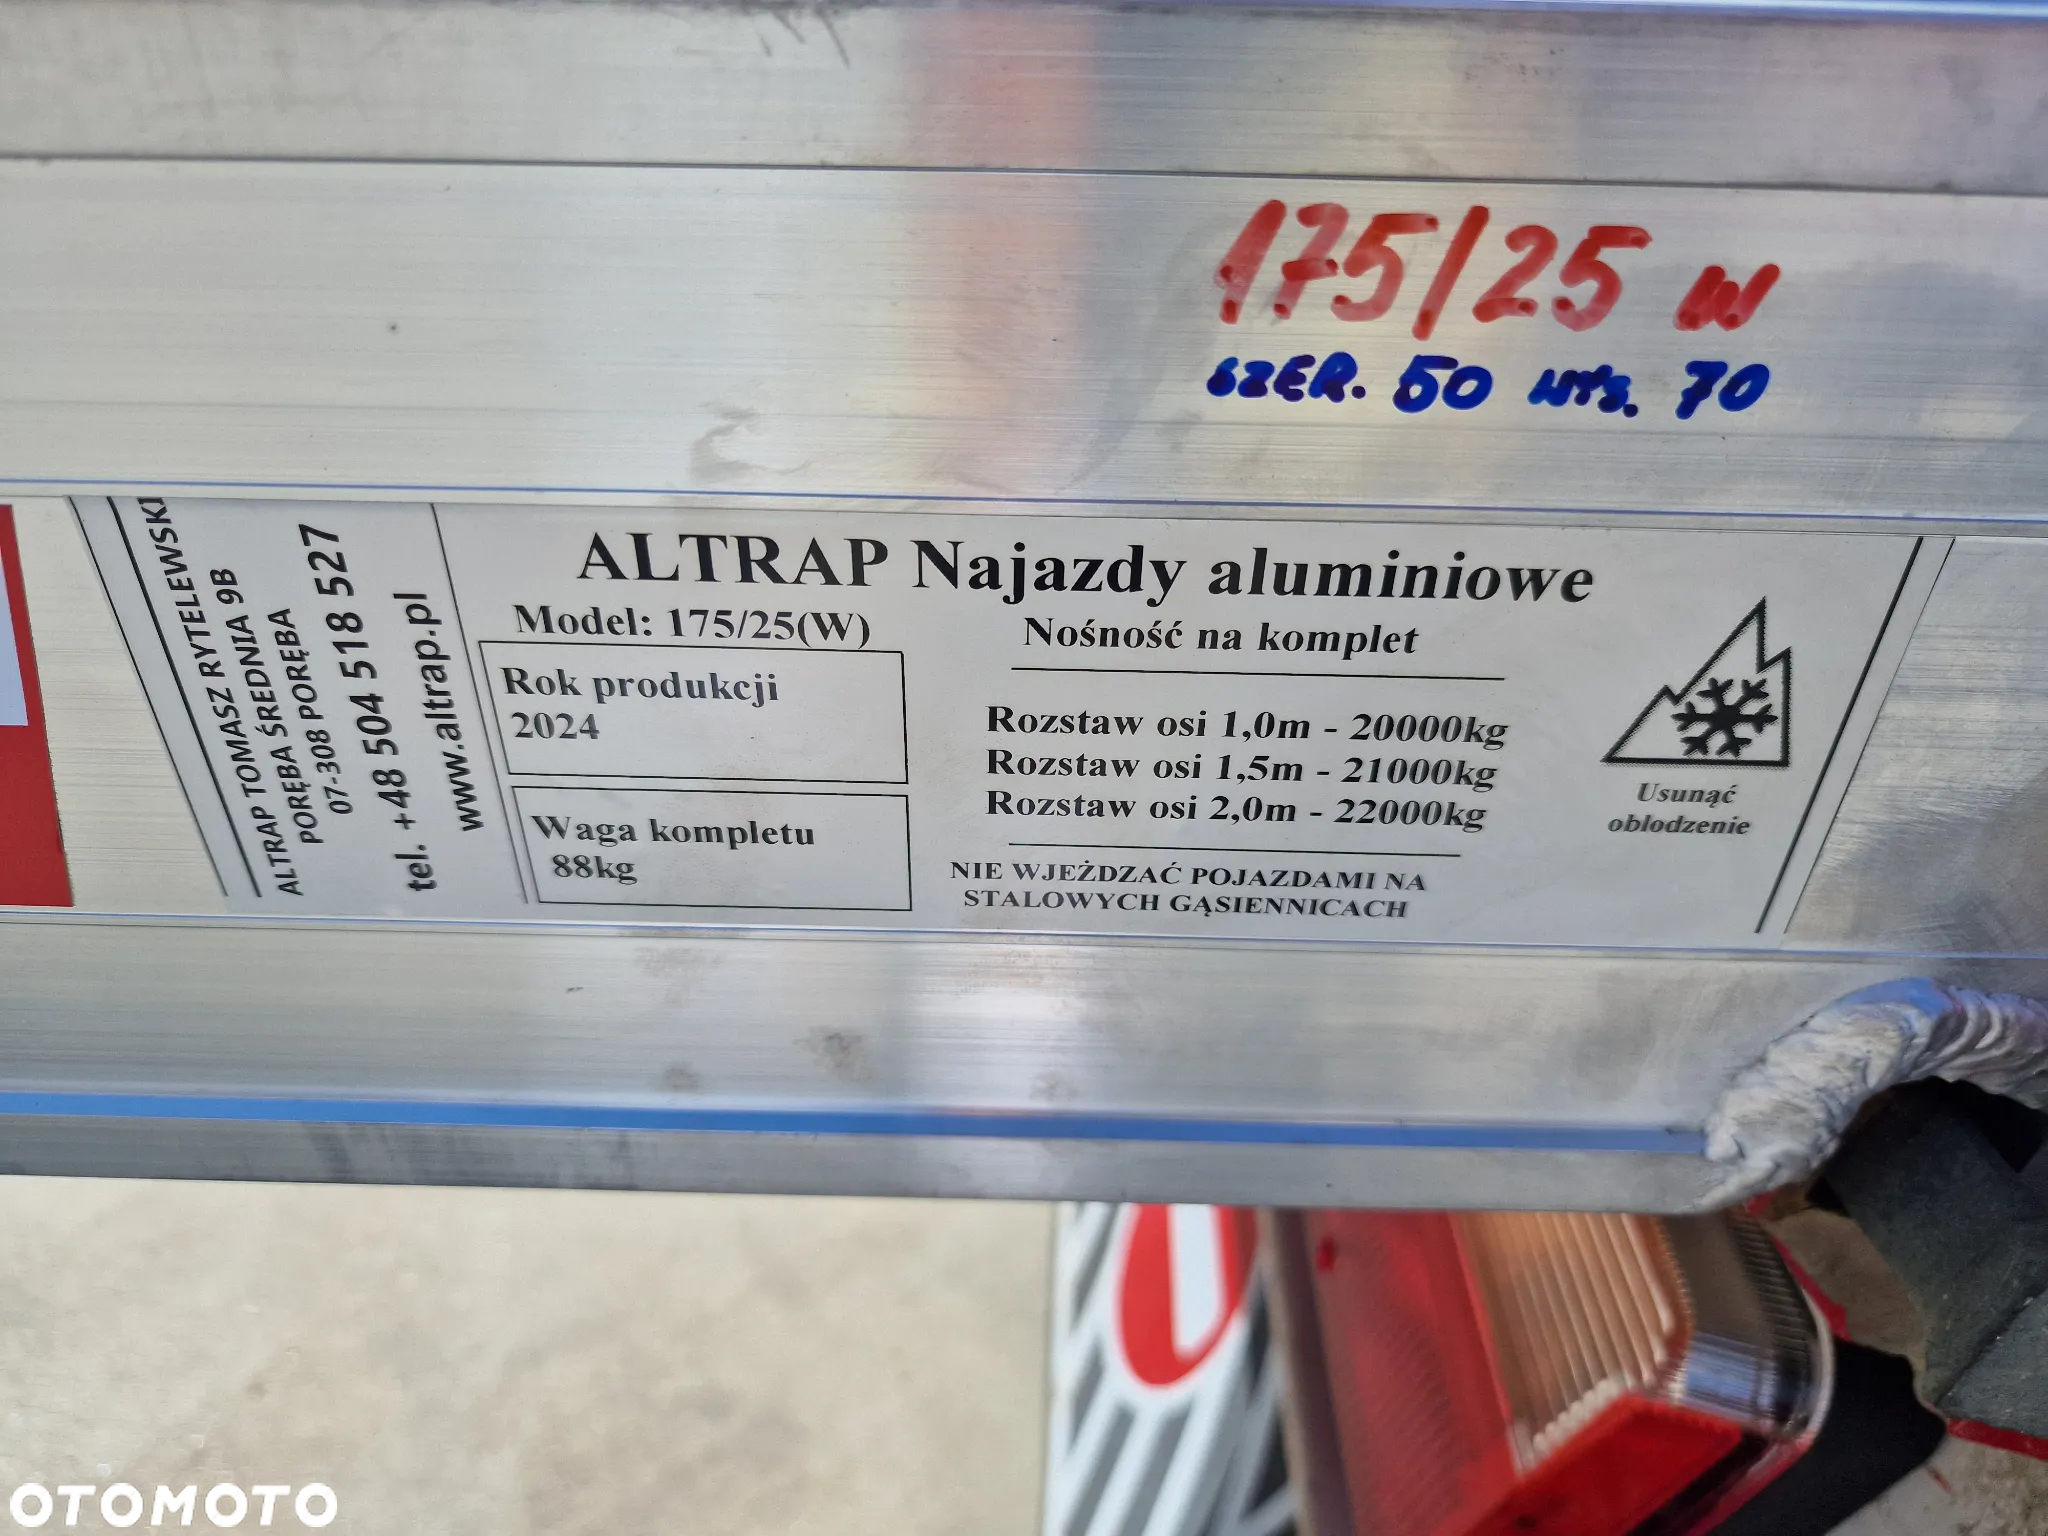 175/25 W
SZER. 50 WYS. 70
ALTRAP TOMASZ RYTELEWSKI
PORĘBA ŚREDNIA 9B
07-308 PORĘBA
tel. +48 504 518 527
www.altrap.pl
ALTRAP Najazdy aluminiowe
Model: 175/25(W)
Rok produkcji
2024
Waga kompletu
88kg
Nośność na komplet
Rozstaw osi 1,0m - 20000kg
Rozstaw osi 1,5m - 21000kg
Rozstaw osi 2,0m - 22000kg
NIE WJEŻDZAĆ POJAZDAMI NA
STALOWYCH GĄSIENNICACH
Usunąć
oblodzenie
OTOMOTO